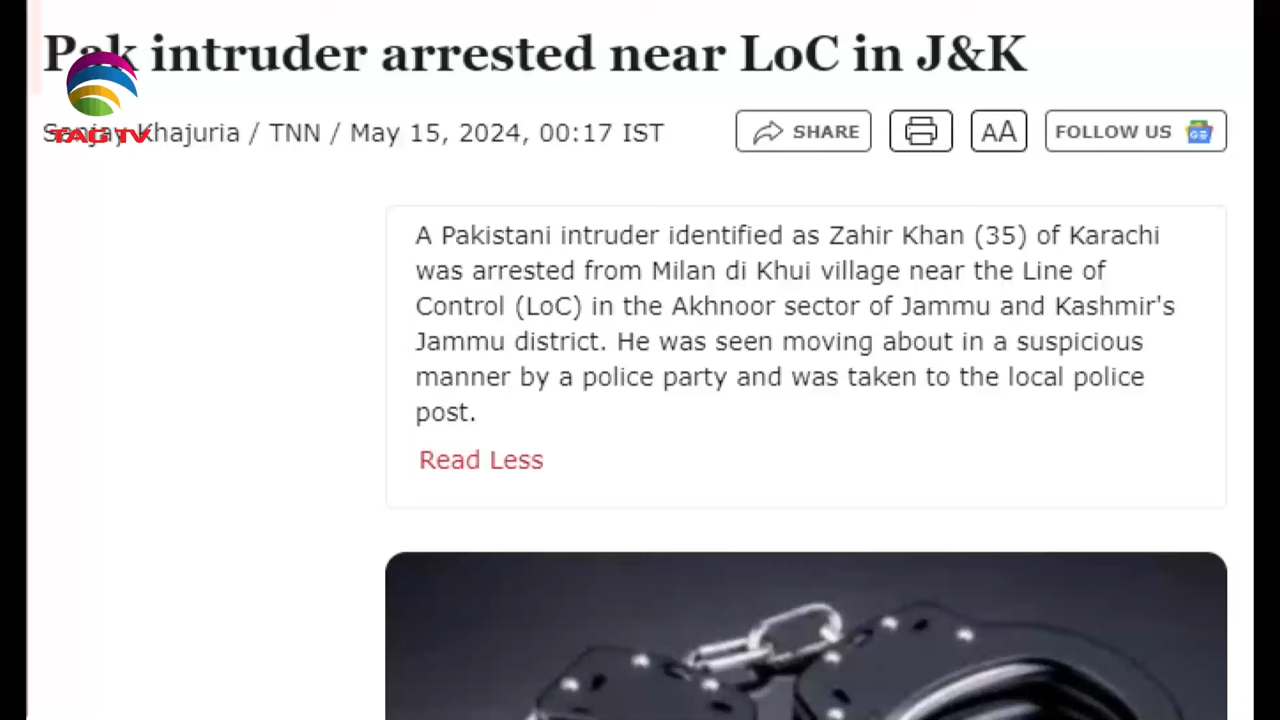 Pak intruder arrested near LoC in J&K
TAG TV
Sanjay Khajuria / TNN / May 15, 2024, 00:17 IST
SHARE
AA
FOLLOW US
A Pakistani intruder identified as Zahir Khan (35) of Karachi
was arrested from Milan di Khui village near the Line of
Control (LoC) in the Akhnoor sector of Jammu and Kashmir's
Jammu district. He was seen moving about in a suspicious
manner by a police party and was taken to the local police
post.
Read Less